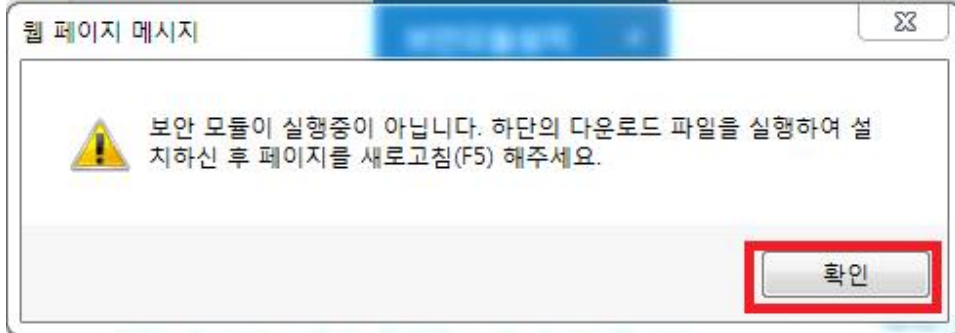 웹 페이지 메시지
보안 모듈이 실행중이 아닙니다. 하단의 다운로드 파일을 실행하여 설
치하신 후 페이지를 새로고침(F5) 해주세요.
확인